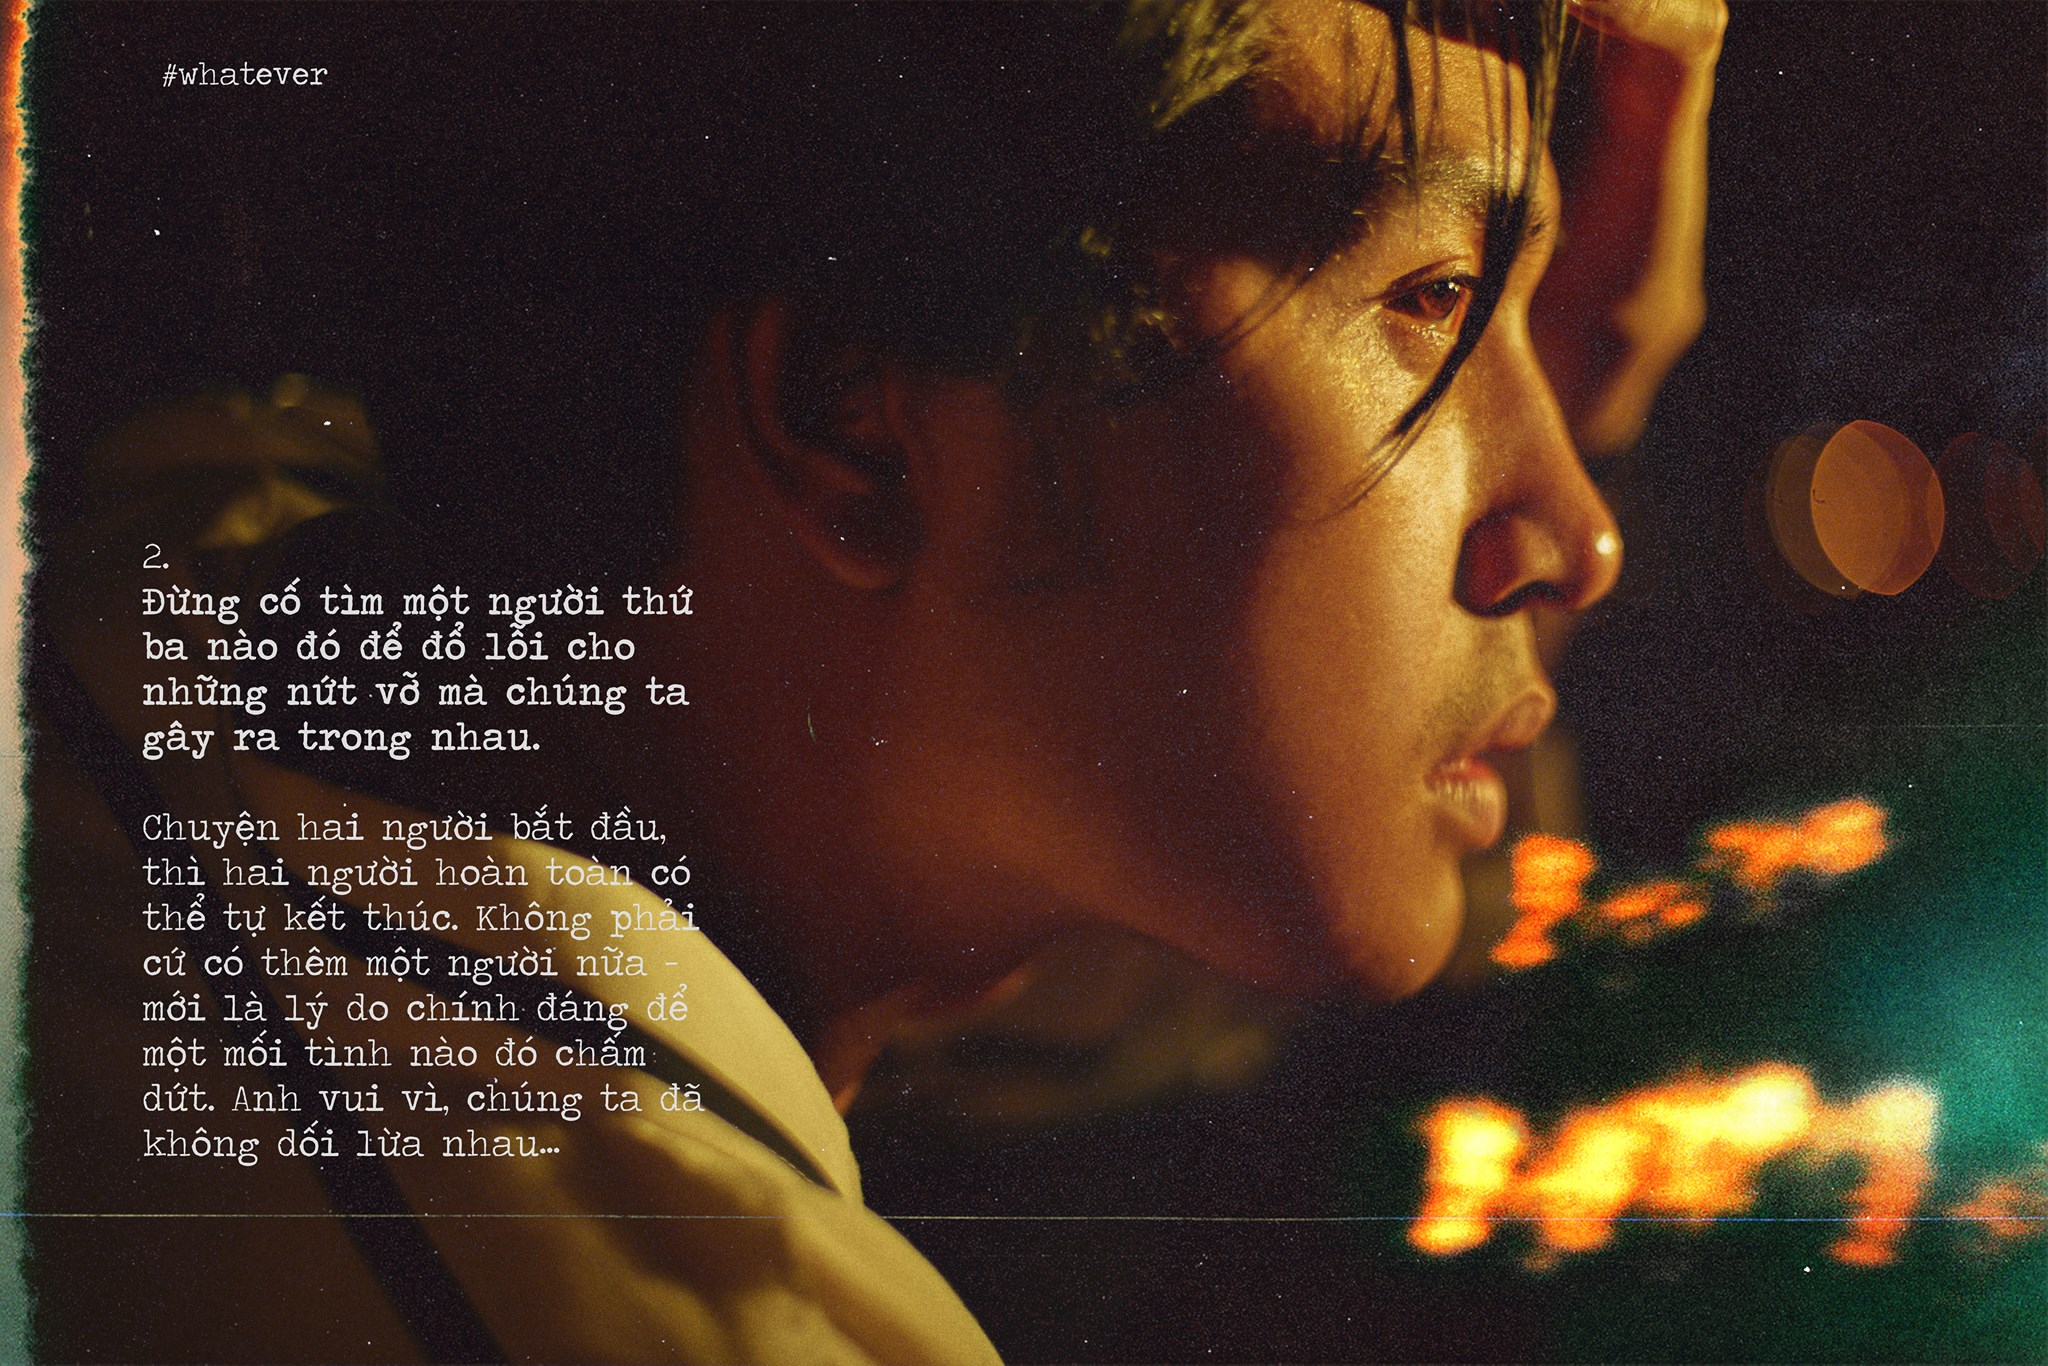 #whatever
2.
Đừng cố tìm một người thứ
ba nào đó để đổ lỗi cho
những nứt vỡ mà chúng ta
gây ra trong nhau.
Chuyện hai người bắt đầu,
thì hai người hoàn toàn có
thể tự kết thúc. Không phải
cứ có thêm một người nữa -
mới là lý do chính đáng để
một mối tình nào đó chấm
dứt. Anh vui vì, chúng ta đã
không dối lừa nhau...